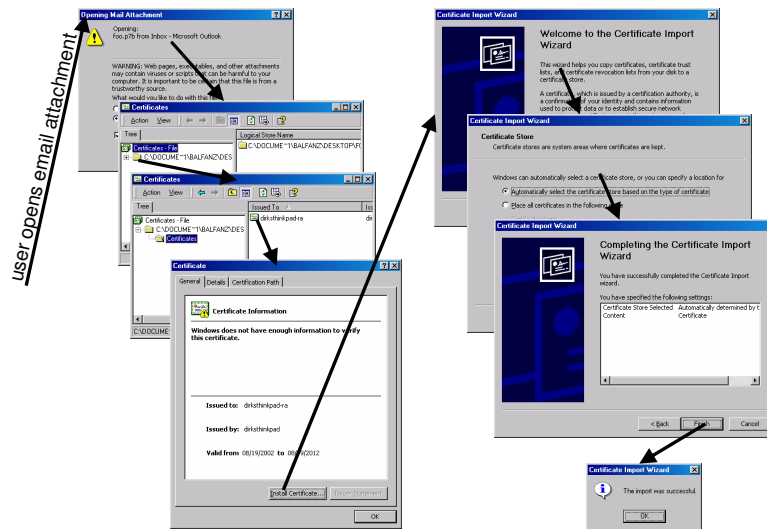 user opens email attachment
Opening Mail Attachment
Opening:
foo.p7b from Inbox - Microsoft Outlook
WARNING: Web pages, executables, and other attachments
may contain viruses or scripts that can be harmful to your
computer. It is important to be certain that this file is from a
trustworthy source.
What would you like to do with this file
Certificates
Action View
Tree
Logical Store Name
Certificates - File
C:\DOCUME~1\BALFANZ\DES
C:\DOCUME~1\BALFANZ\DESKTOP\FO
Certificates
Action View
Tree
Issued To
Iss
Certificates - File
C:\DOCUME~1\BALFANZ\D
Certificates
dirksthinkpad-ra
dir
C:\DOCUME
Certificate
General Details Certification Path
Certificate Information
Windows does not have enough information to verify
this certificate.
Issued to: dirksthinkpad-ra
Issued by: dirksthinkpad
Valid from 08/19/2002 to 08/19/2012
Install Certificate... Issuer Statement
OK
Certificate Import Wizard
Welcome to the Certificate Import
Wizard
This wizard helps you copy certificates, certificate trust
lists, and certificate revocation lists from your disk to a
certificate store.
A certificate, which is issued by a certification authority, is
a confirmation of your identity and contains information
used to protect data or to establish secure network
Certificate Import Wizard
Certificate Store
Certificate stores are system areas where certificates are kept.
Windows can automatically select a certificate store, or you can specify a location for
Automatically select the certificate store based on the type of certificate
Place all certificates in the following store
Certificate Import Wizard
Completing the Certificate Import
Wizard
You have successfully completed the Certificate Import
wizard.
You have specified the following settings:
Certificate Store Selected Automatically determined by t
Content Certificate
< Back Finish Cancel
Certificate Import Wizard
The import was successful.
OK